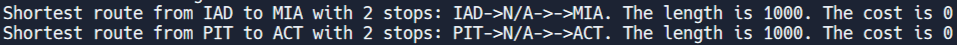 Shortest route from IAD to MIA with 2 stops: IAD->N/A->->MIA. The length is 1000. The cost is 0
Shortest route from PIT to ACT with 2 stops: PIT->N/A->->ACT. The length is 1000. The cost is 0